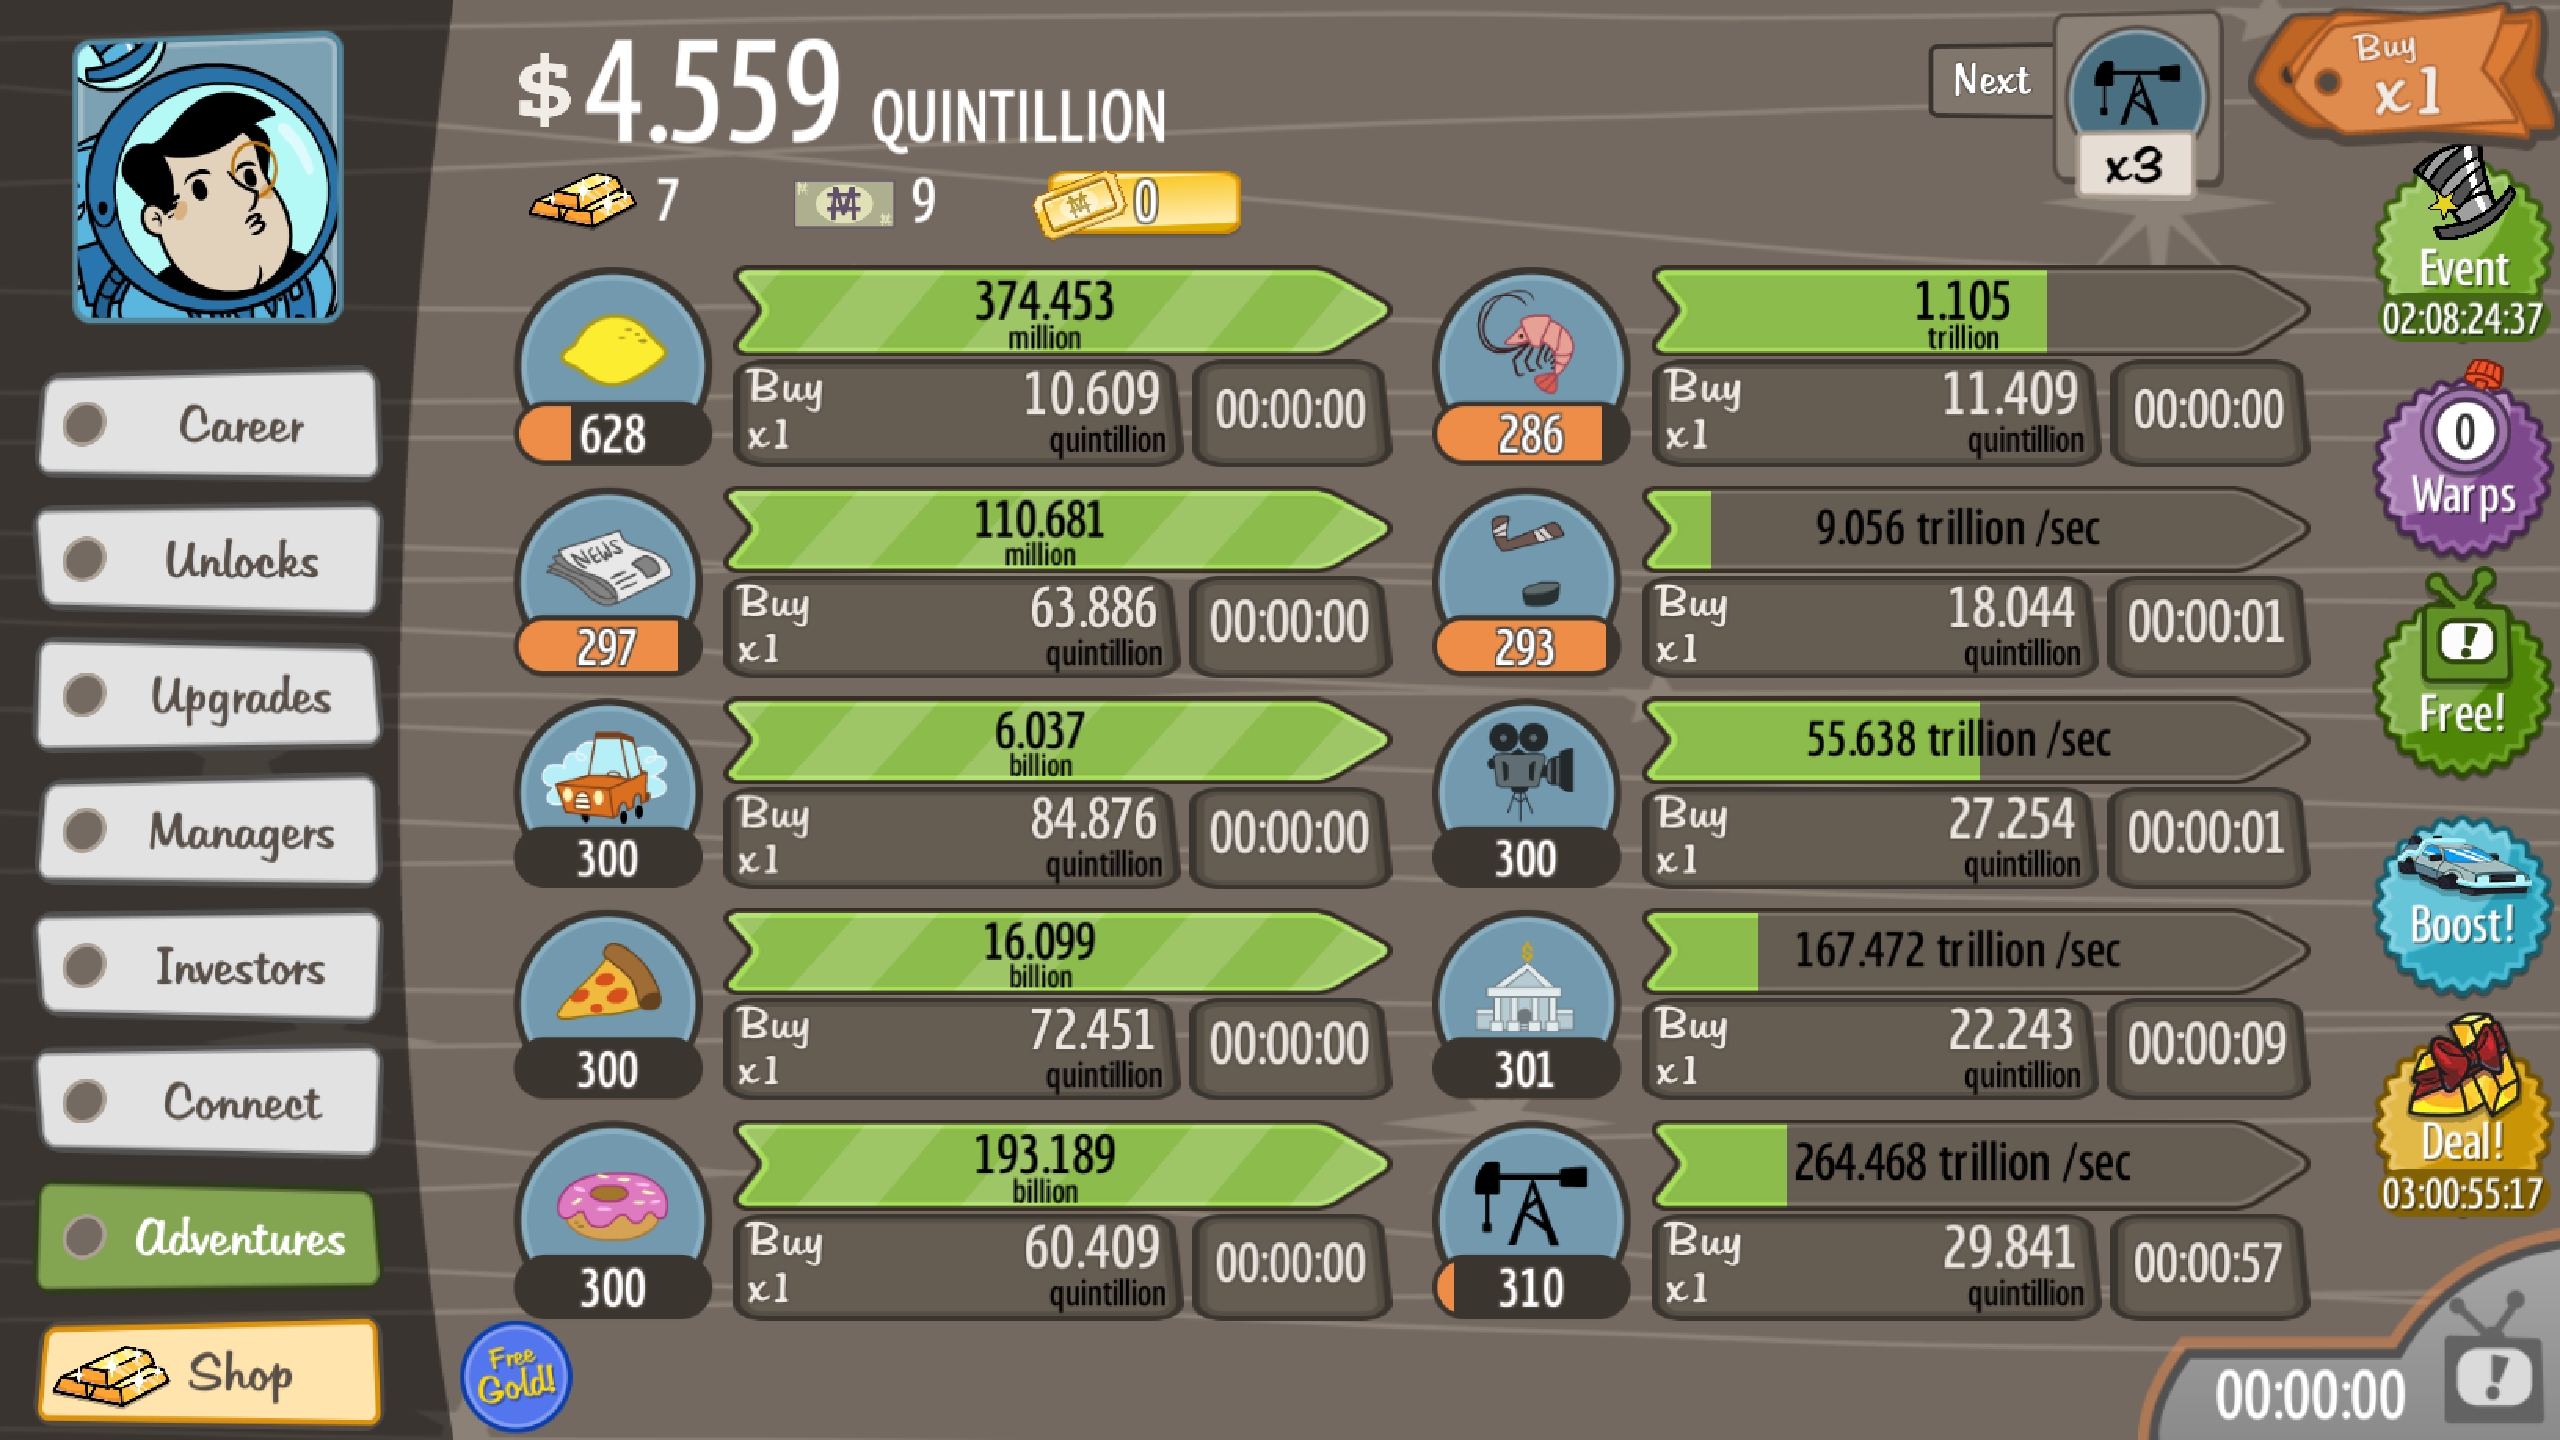 $4.559 QUINTILLION
7
9
0
Next
x3
Buy
x1
Career
Unlocks
Upgrades
Managers
Investors
Connect
Adventures
Shop
Free
Gold!
374.453
million
628
Buy
x1
10.609
quintillion
00:00:00
NEWS
110.681
million
297
Buy
x1
63.886
quintillion
00:00:00
6.037
billion
300
Buy
x1
84.876
quintillion
00:00:00
16.099
billion
300
Buy
x1
72.451
quintillion
00:00:00
193.189
billion
300
Buy
x1
60.409
quintillion
00:00:00
1.105
trillion
286
Buy
x1
11.409
quintillion
00:00:00
9.056 trillion /sec
293
Buy
x1
18.044
quintillion
00:00:01
55.638 trillion /sec
300
Buy
x1
27.254
quintillion
00:00:01
167.472 trillion /sec
301
Buy
x1
22.243
quintillion
00:00:09
264.468 trillion /sec
310
Buy
x1
29.841
quintillion
00:00:57
Event
02:08:24:37
0
Warps
!
Free!
Boost!
Deal!
03:00:55:17
00:00:00
!